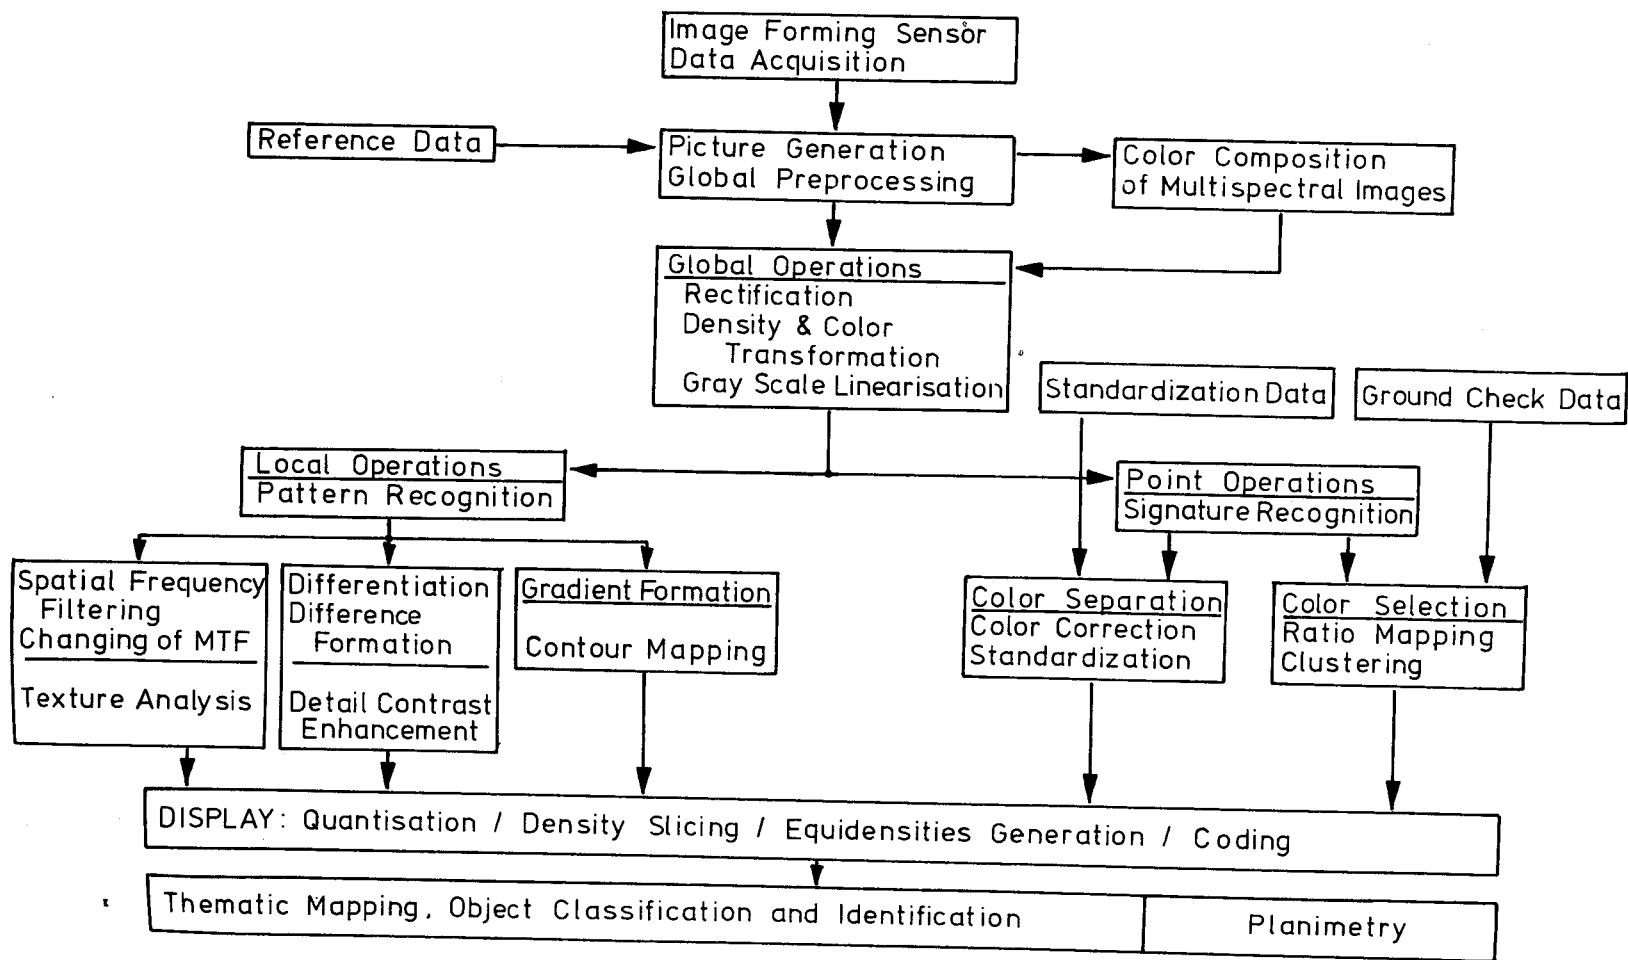 Image Forming Sensor
Data Acquisition
Reference Data
Picture Generation
Global Preprocessing
Color Composition
of Multispectral Images
Global Operations
Rectification
Density & Color
Transformation
Gray Scale Linearisation
Standardization Data
Ground Check Data
Local Operations
Pattern Recognition
Point Operations
Signature Recognition
Spatial Frequency
Filtering
Changing of MTF
Texture Analysis
Differentiation
Difference
Formation
Detail Contrast
Enhancement
Gradient Formation
Contour Mapping
Color Separation
Color Correction
Standardization
Color Selection
Ratio Mapping
Clustering
DISPLAY: Quantisation / Density Slicing / Equidensities Generation / Coding
Thematic Mapping, Object Classification and Identification
Planimetry